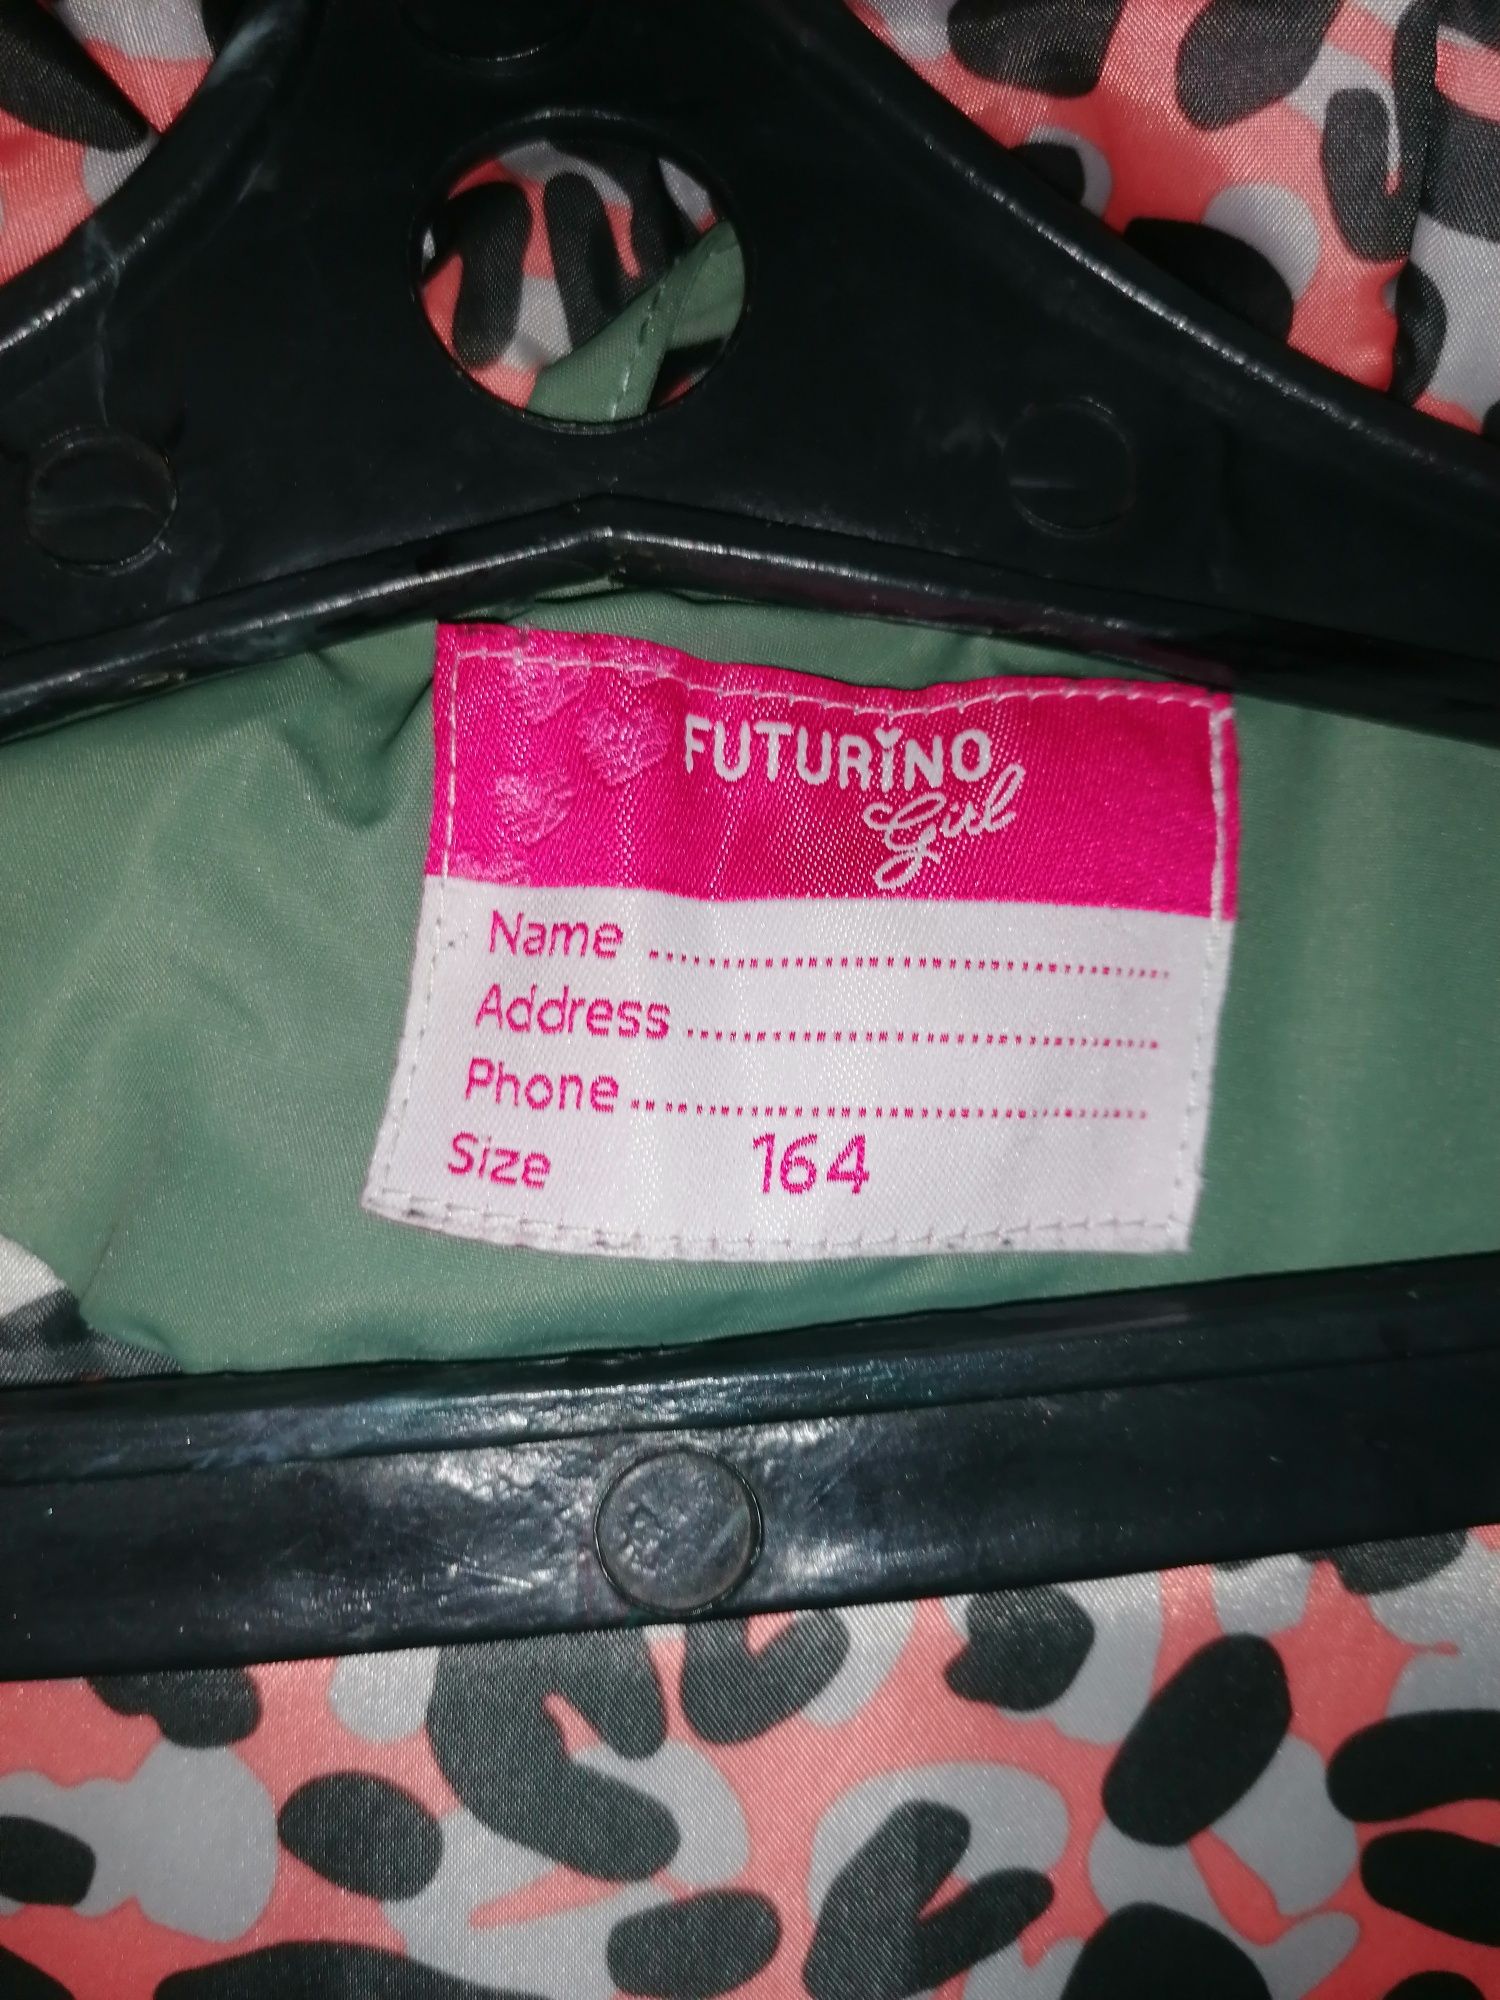 FUTURINO
Girl
Name ........................................
Address ........................................
Phone ........................................
Size 164